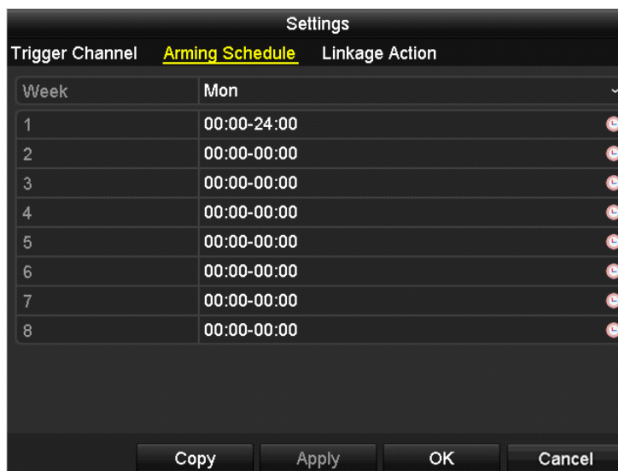 Settings
Trigger Channel Arming Schedule Linkage Action
Week Mon
1 00:00-24:00
2 00:00-00:00
3 00:00-00:00
4 00:00-00:00
5 00:00-00:00
6 00:00-00:00
7 00:00-00:00
8 00:00-00:00
Copy Apply OK Cancel